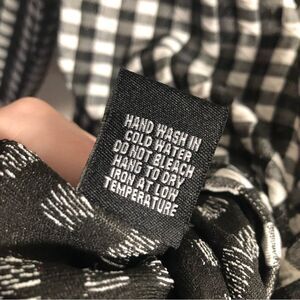 HAND WASH IN
COLD WATER
DO NOT BLEACH
HANG TO DRY
IRON AT LOW
TEMPERATURE